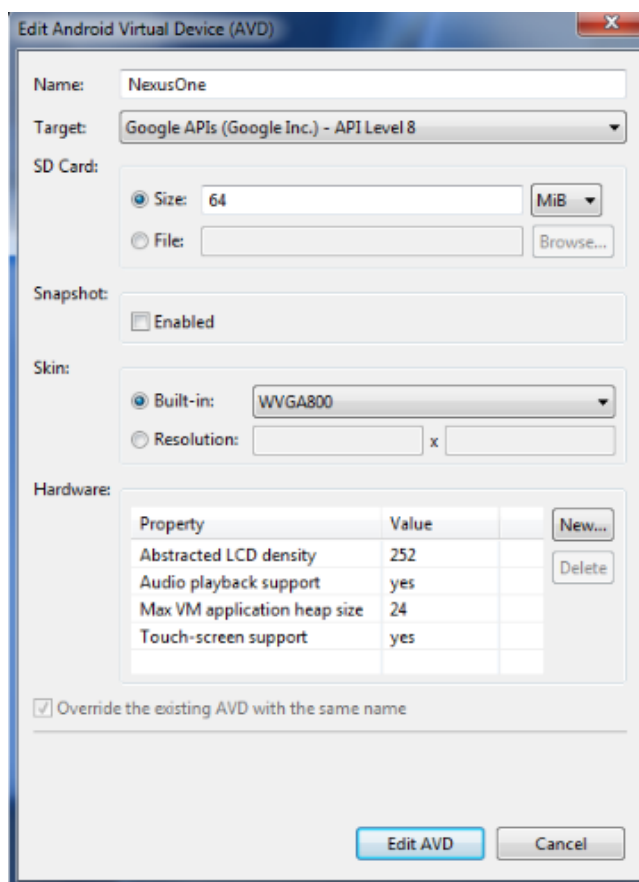 Edit Android Virtual Device (AVD)
Name: NexusOne
Target: Google APIs (Google Inc.) - API Level 8
SD Card:
Size: 64 MiB
File: Browse...
Snapshot:
Enabled
Skin:
Built-in: WVGA800
Resolution: x
Hardware:
Property Value New...
Abstracted LCD density 252
Delete
Audio playback support yes
Max VM application heap size 24
Touch-screen support yes
Override the existing AVD with the same name
Edit AVD Cancel